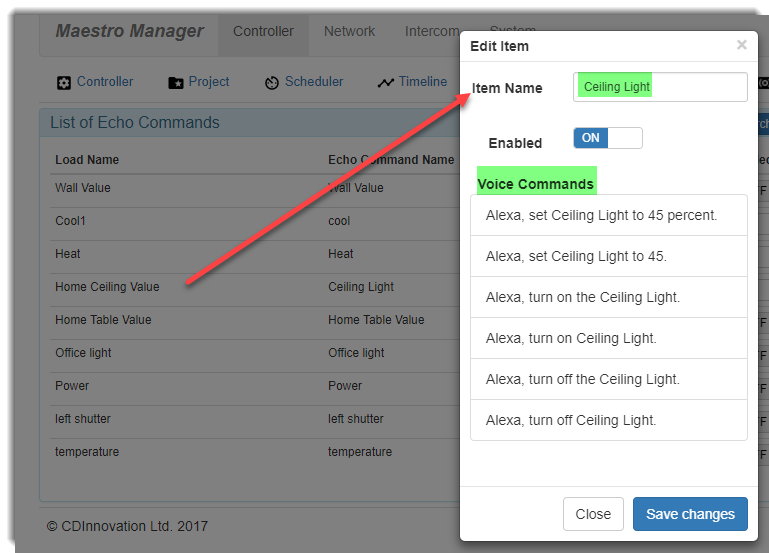 Maestro Manager Controller Network Intercom System
Controller Project Scheduler Timeline
List of Echo Commands
Load Name Echo Command Name
Wall Value Wall Value
Cool1 cool
Heat Heat
Home Ceiling Value Ceiling Light
Home Table Value Home Table Value
Office light Office light
Power Power
left shutter left shutter
temperature temperature
© CDInnovation Ltd. 2017
Edit Item ×
Item Name Ceiling Light
Enabled ON
Voice Commands
Alexa, set Ceiling Light to 45 percent.
Alexa, set Ceiling Light to 45.
Alexa, turn on the Ceiling Light.
Alexa, turn on Ceiling Light.
Alexa, turn off the Ceiling Light.
Alexa, turn off Ceiling Light.
Close Save changes